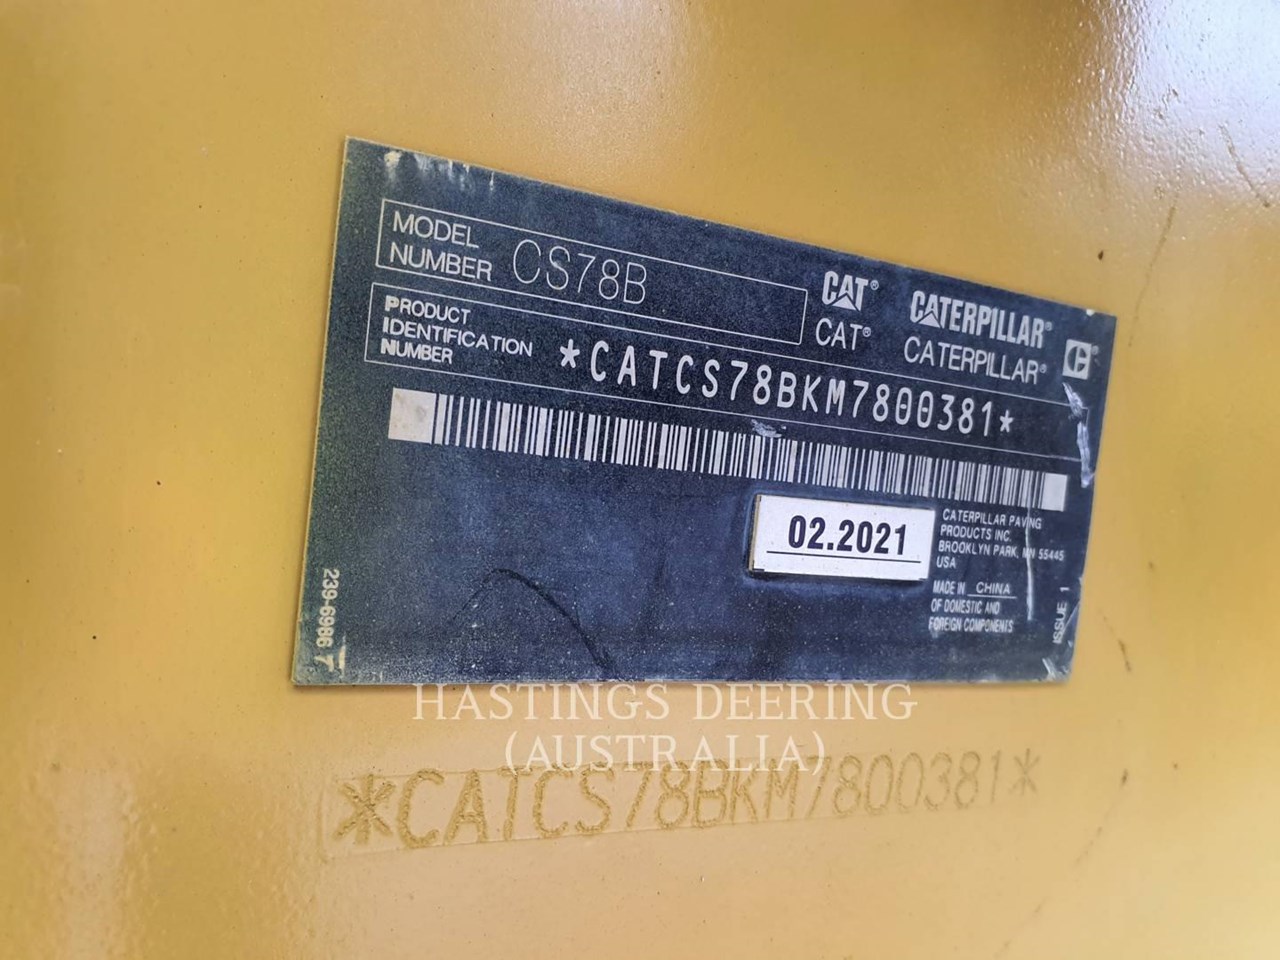 MODEL
NUMBER
CS78B
CAT®
CAT®
CATERPILLAR®
CATERPILLAR®
PRODUCT
IDENTIFICATION
NUMBER
*CATCS78BKM7800381*
02.2021
CATERPILLAR PAVING
PRODUCTS INC.
BROOKLYN PARK, MN 55445
USA
MADE IN CHINA
OF DOMESTIC AND
FOREIGN COMPONENTS
ISSUE 1
239-6986 7
HASTINGS DEERING
(AUSTRALIA)
*CATCS78BKM7800381*